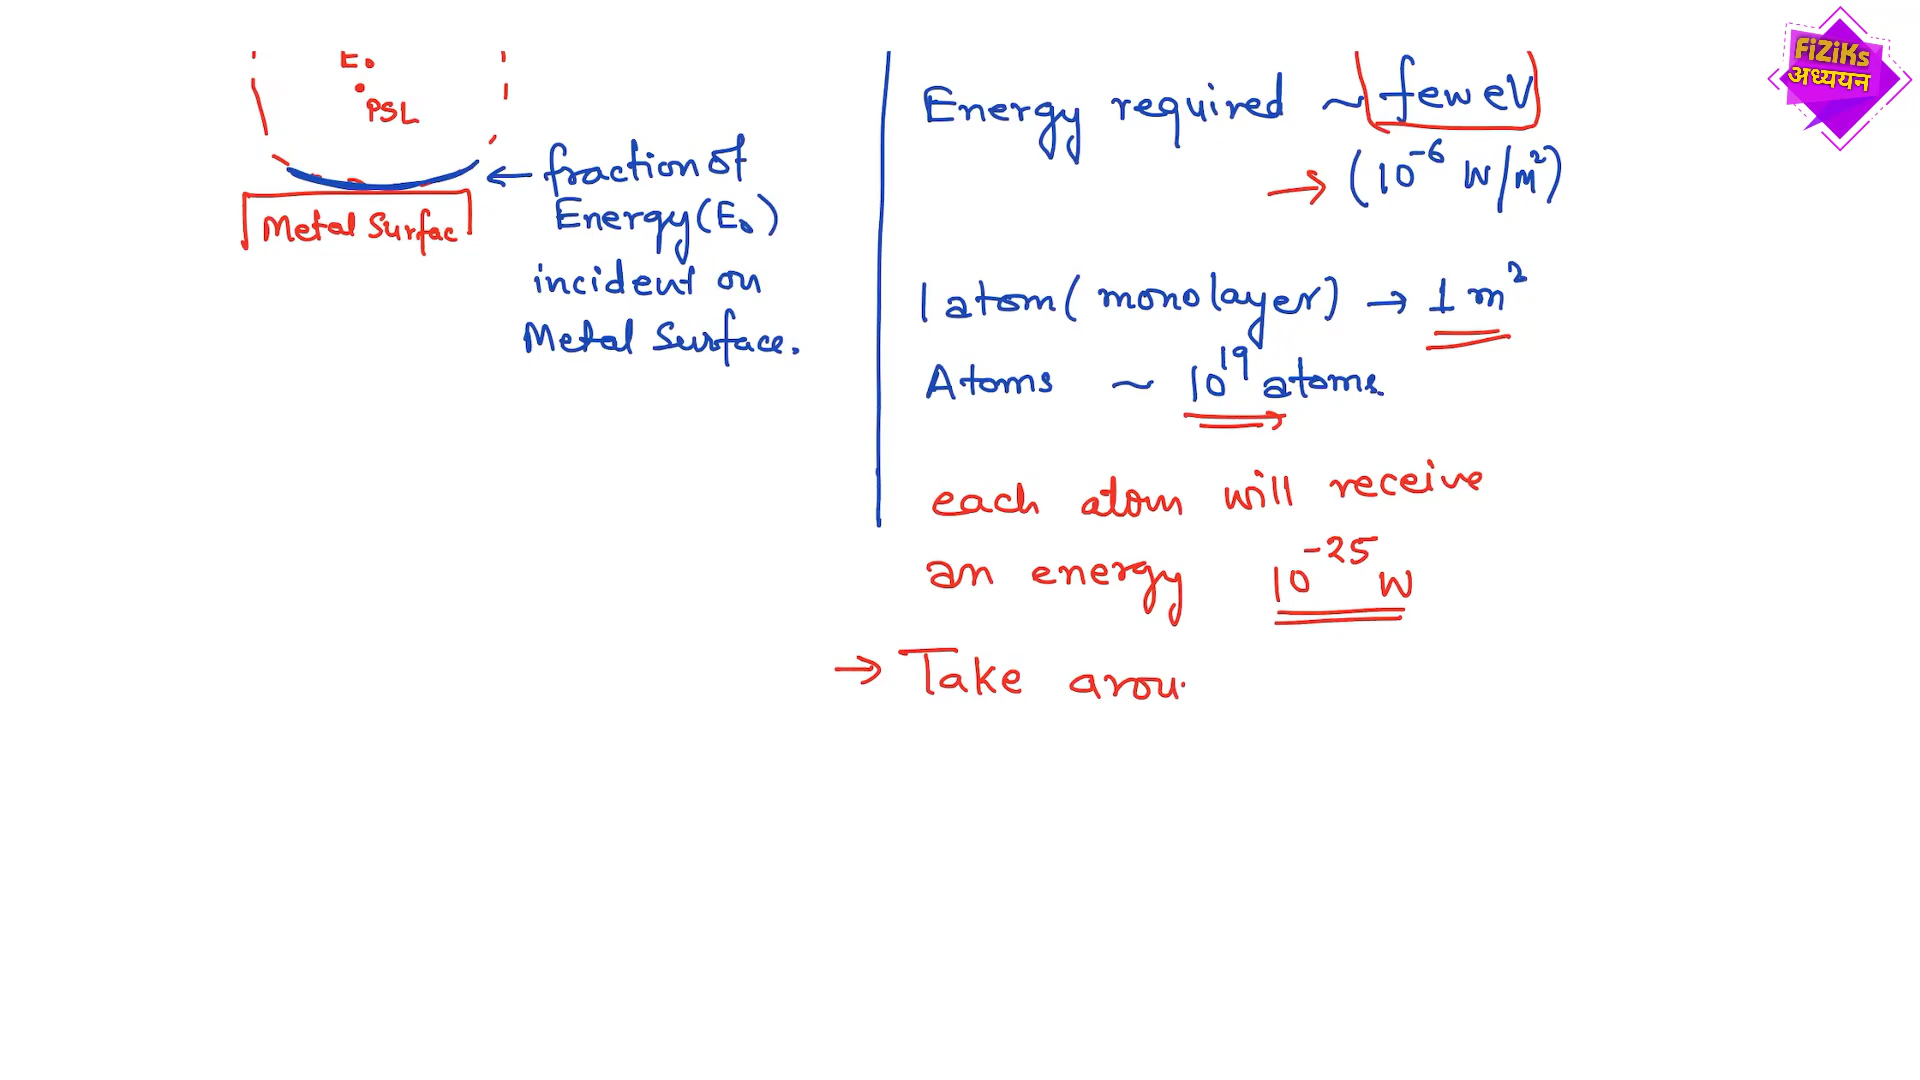 E₀
PSL
Metal Surfac
fraction of
Energy (E₀)
incident on
Metal Surface.
Energy required ~ few eV
→ (10⁻⁶ W/m²)
1 atom (monolayer) → 1 m²
Atoms ~ 10¹⁹ atoms
each atom will receive
an energy 10⁻²⁵ W
→ Take arou
FiZiKs
अध्ययन